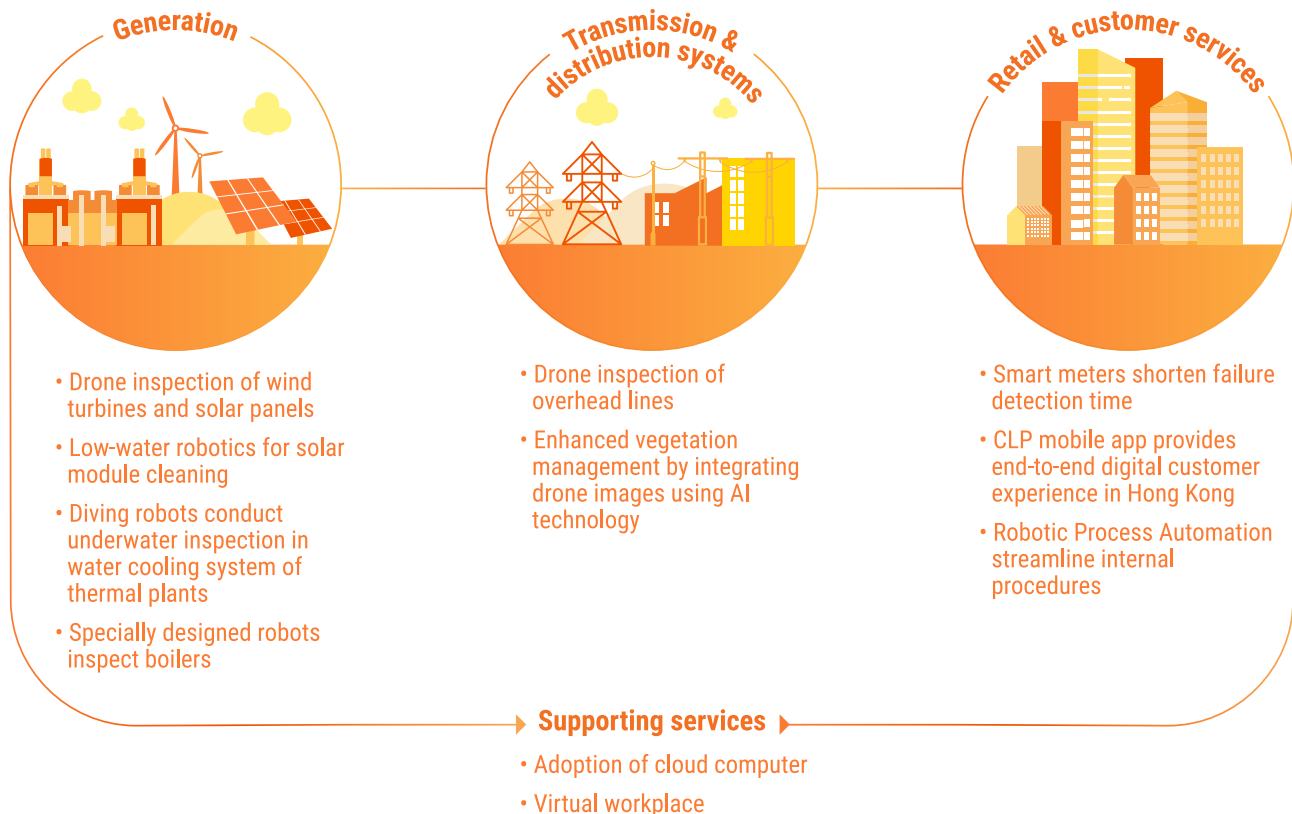 Generation
• Drone inspection of wind
turbines and solar panels
• Low-water robotics for solar
module cleaning
• Diving robots conduct
underwater inspection in
water cooling system of
thermal plants
• Specially designed robots
inspect boilers
Transmission &
distribution systems
• Drone inspection of
overhead lines
• Enhanced vegetation
management by integrating
drone images using AI
technology
Retail & customer services
• Smart meters shorten failure
detection time
• CLP mobile app provides
end-to-end digital customer
experience in Hong Kong
• Robotic Process Automation
streamline internal
procedures
Supporting services
• Adoption of cloud computer
• Virtual workplace